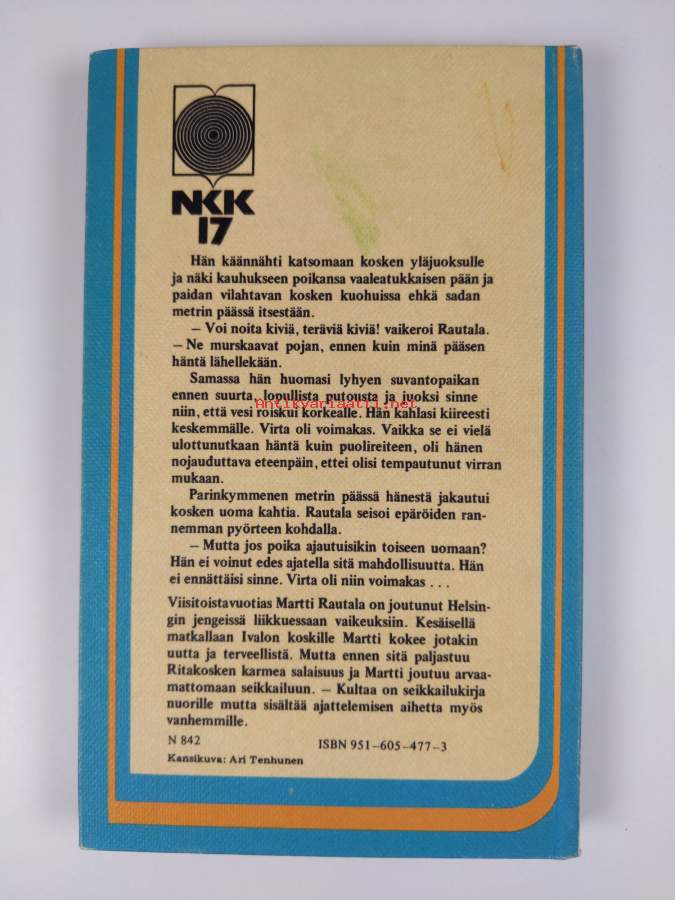 NKK
17
Hän käännähti katsomaan kosken yläjuoksulle
ja näki kauhukseen poikansa vaaleatukkaisen pään ja
paidan vilahtavan kosken kuohuissa ehkä sadan
metrin päässä itsestään.
— Voi noita kiviä, teräviä kiviä! vaikeroi Rautala.
— Ne murskaavat pojan, ennen kuin minä pääsen
häntä lähellekään.
Samassa hän huomasi lyhyen suvantopaikan
ennen suurta, lopullista putousta ja juoksi sinne
Antikvariaatti.net
niin, että vesi roiskui korkealle. Hän kahlasi kiireesti
keskemmälle. Virta oli voimakas. Vaikka se ei vielä
ulottunutkaan häntä kuin puolireiteen, oli hänen
nojauduttava eteenpäin, ettei olisi tempautunut virran
mukaan.
Parinkymmenen metrin päässä hänestä jakautui
kosken uoma kahtia. Rautala seisoi epäröiden ran-
nemman pyörteen kohdalla.
— Mutta jos poika ajautuisikin toiseen uomaan?
Hän ei voinut edes ajatella sitä mahdollisuutta. Hän
ei ennättäisi sinne. Virta oli niin voimakas . . .
Viisitoistavuotias Martti Rautala on joutunut Helsin-
gin jengeissä liikkuessaan vaikeuksiin. Kesäisellä
matkallaan Ivalon koskille Martti kokee jotakin
uutta ja terveellistä. Mutta ennen sitä paljastuu
Ritakosken karmea salaisuus ja Martti joutuu arvaa-
mattomaan seikkailuun. — Kultaa on seikkailukirja
nuorille mutta sisältää ajattelemisen aihetta myös
vanhemmille.
N 842 ISBN 951-605-477-3
Kansikuva: Ari Tenhunen